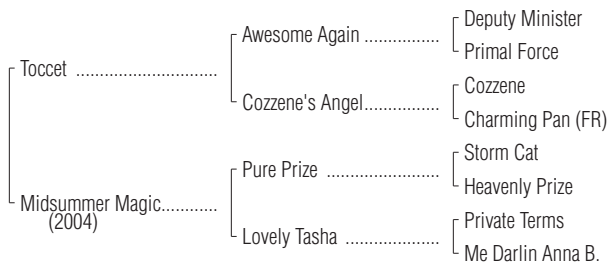 Deputy Minister
Awesome Again ................
Primal Force
Toccet ..............................
Cozzene
Cozzene's Angel................
Charming Pan (FR)
Storm Cat
Pure Prize ........................
Heavenly Prize
Midsummer Magic............
(2004)
Private Terms
Lovely Tasha ....................
Me Darlin Anna B.